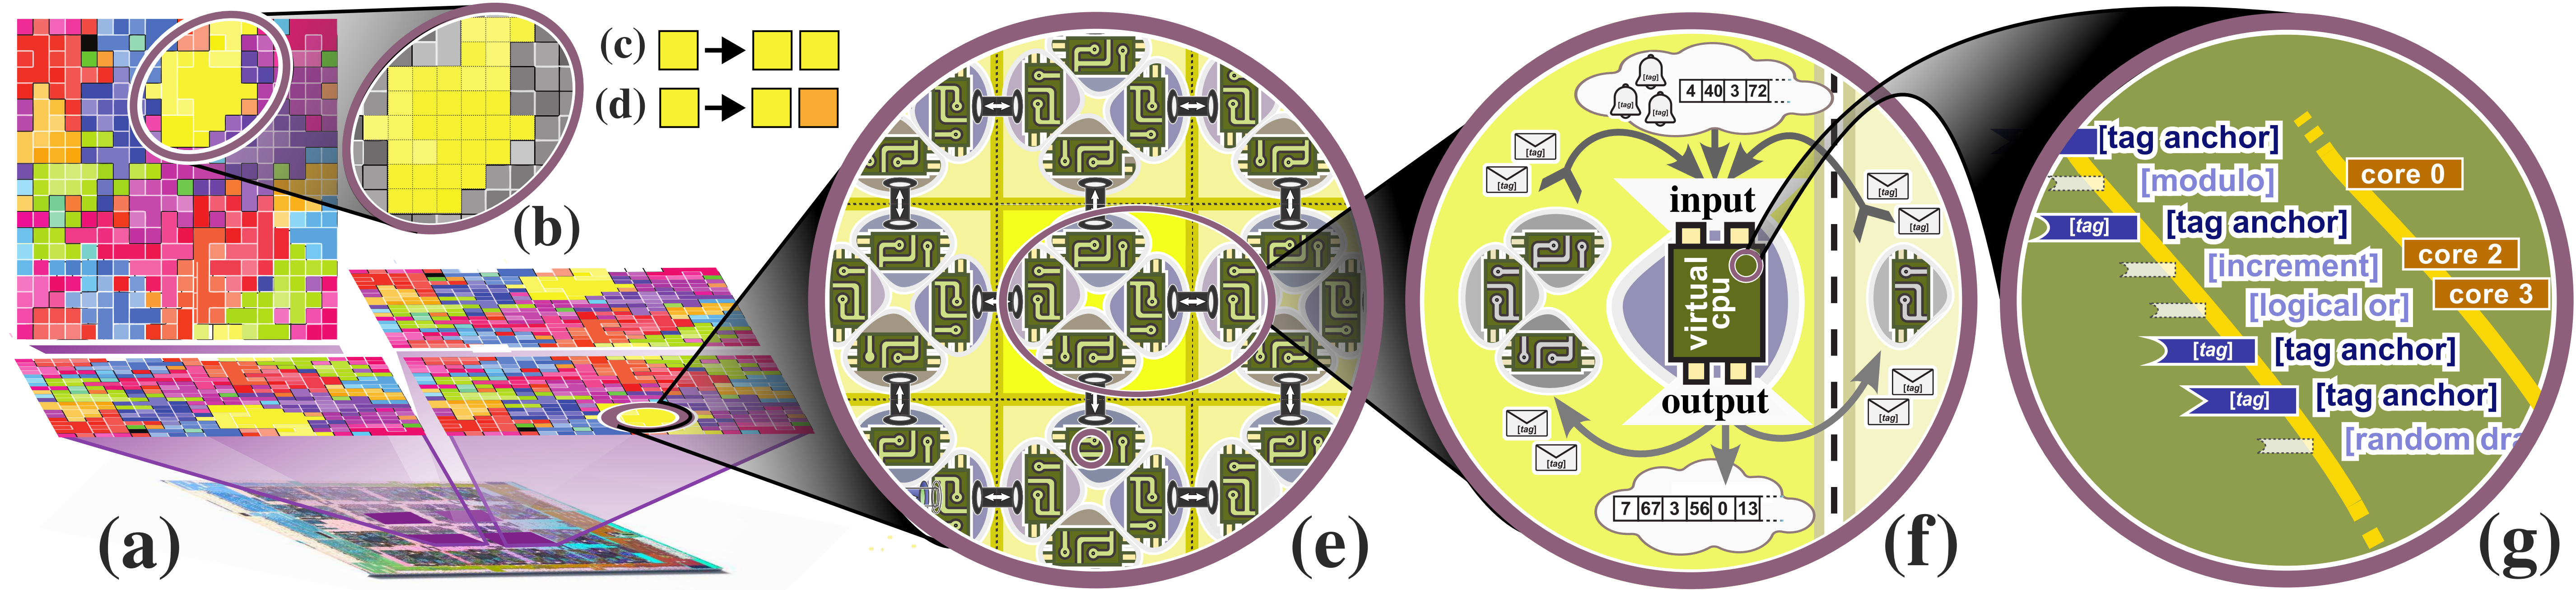 (a)
(b)
(c)
(d)
(e)
[tag]
[tag]
[tag]
4 40 3 72
[tag]
[tag]
[tag]
[tag]
input
virtual
cpu
output
[tag]
[tag]
[tag]
[tag]
7 67 3 56 0 13
(f)
[tag anchor]
[modulo]
[tag]
[tag anchor]
[increment]
[logical or]
[tag]
[tag anchor]
[tag]
[tag anchor]
[random dra
core 0
core 2
core 3
(g)